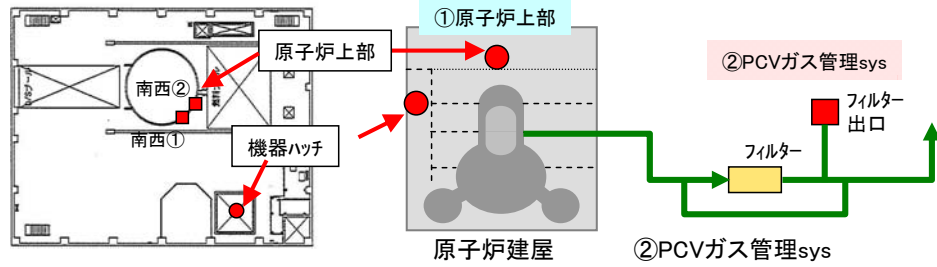 ①原子炉上部
原子炉上部
②PCVガス管理sys
南西②
南西①
機器ハッチ
フィルター
出口
フィルター
原子炉建屋
②PCVガス管理sys